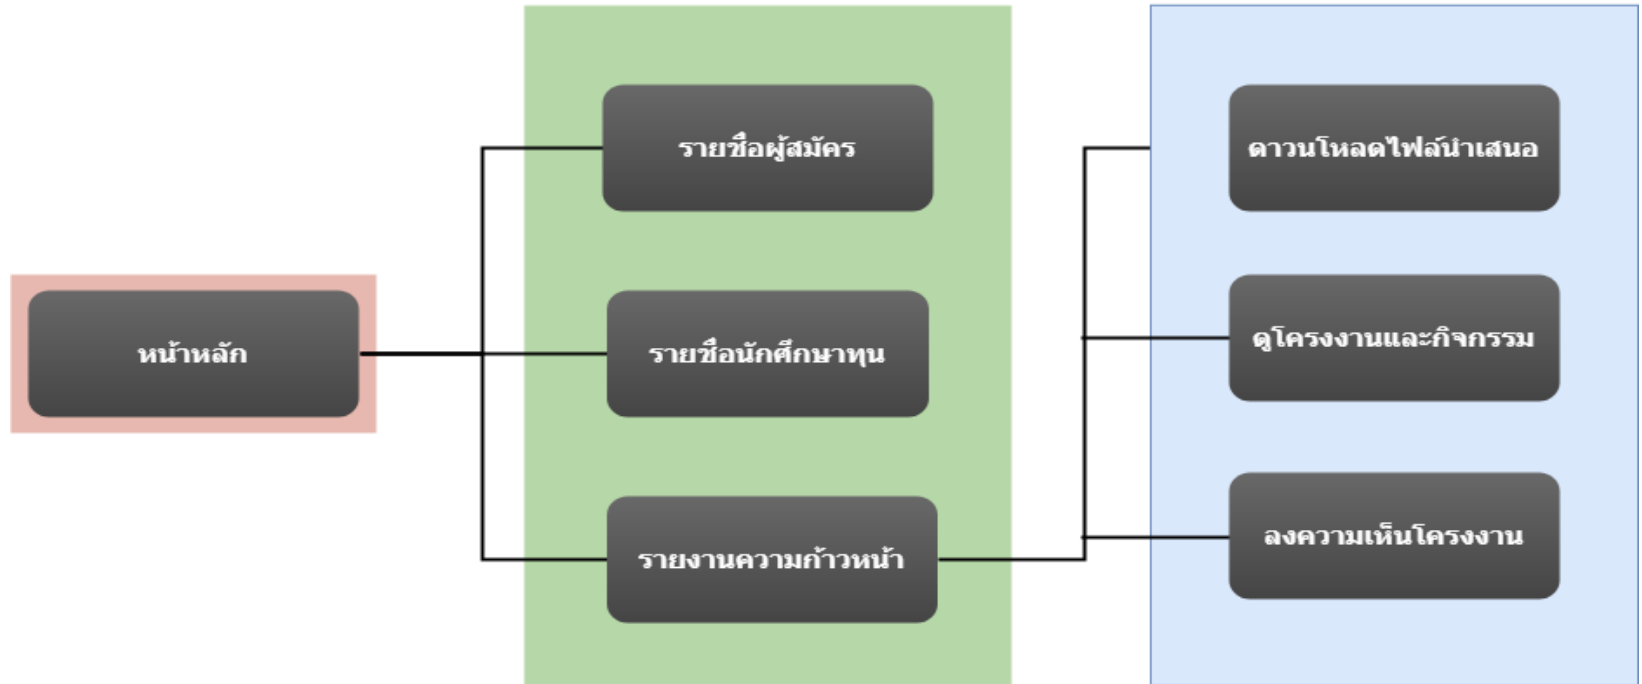 รายชื่อผู้สมัคร
ดาวนโหลดไฟล์นำเสนอ
หน้าหลัก
รายชื่อนักศึกษาทุน
ดูโครงงานและกิจกรรม
รายงานความก้าวหน้า
ลงความเห็นโครงงาน